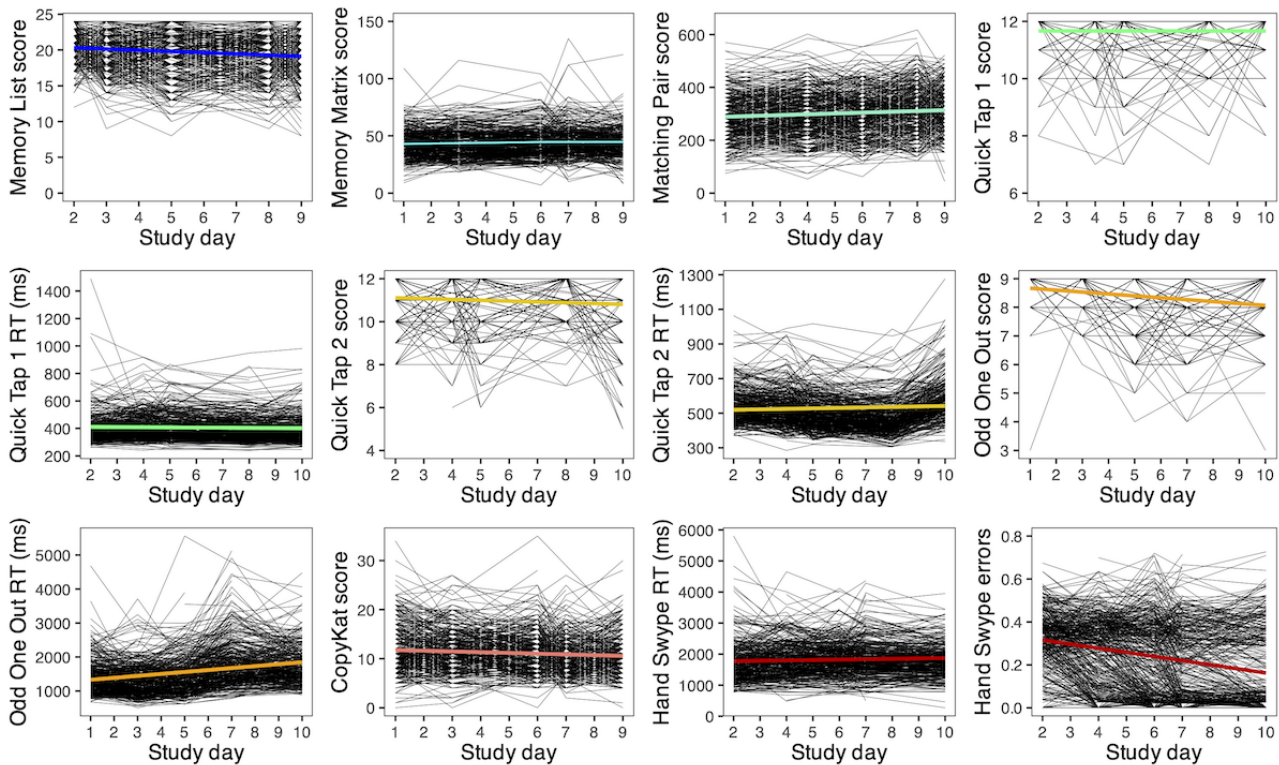 Memory List score
25
20
15
10
5
0
2 3 4 5 6 7 8 9
Study day
Memory Matrix score
150
100
50
0
1 2 3 4 5 6 7 8 9
Study day
Matching Pair score
600
400
200
0
1 2 3 4 5 6 7 8 9
Study day
Quick Tap 1 score
12
10
8
6
2 3 4 5 6 7 8 9 10
Study day
Quick Tap 1 RT (ms)
1400
1200
1000
800
600
400
200
2 3 4 5 6 7 8 9 10
Study day
Quick Tap 2 score
12
10
8
6
4
2 3 4 5 6 7 8 9 10
Study day
Quick Tap 2 RT (ms)
1300
1100
900
700
500
300
2 3 4 5 6 7 8 9 10
Study day
Odd One Out score
9
8
7
6
5
4
3
1 2 3 4 5 6 7 8 9 10
Study day
Odd One Out RT (ms)
5000
4000
3000
2000
1000
1 2 3 4 5 6 7 8 9 10
Study day
CopyKat score
30
20
10
0
1 2 3 4 5 6 7 8 9
Study day
Hand Swype RT (ms)
6000
5000
4000
3000
2000
1000
0
2 3 4 5 6 7 8 9 10
Study day
Hand Swype errors
0.8
0.6
0.4
0.2
0.0
2 3 4 5 6 7 8 9 10
Study day